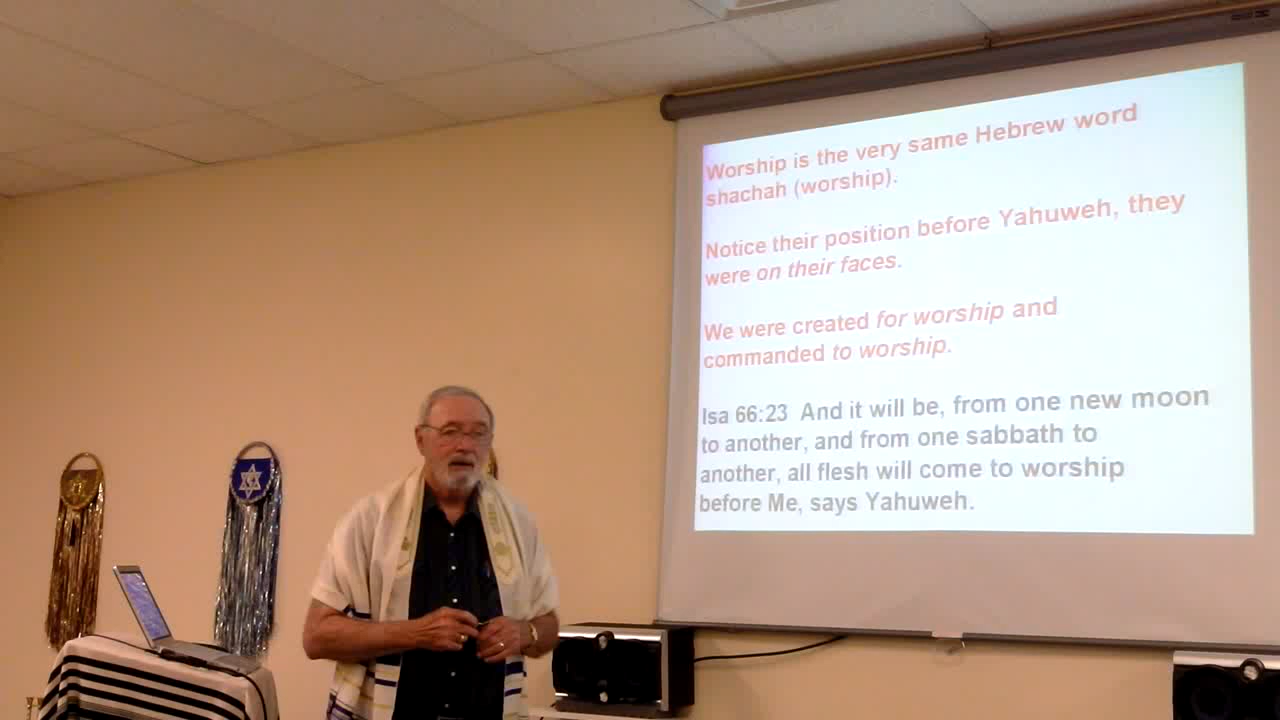 Worship is the very same Hebrew word
shachah (worship).
Notice their position before Yahuweh, they
were on their faces.
We were created for worship and
commanded to worship.
Isa 66:23 And it will be, from one new moon
to another, and from one sabbath to
another, all flesh will come to worship
before Me, says Yahuweh.